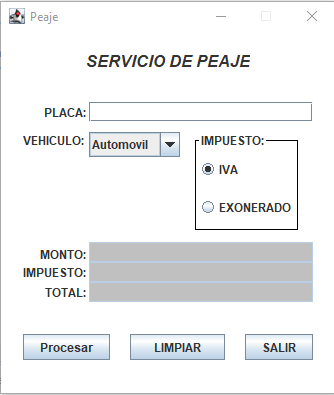 Peaje
SERVICIO DE PEAJE
PLACA:
VEHICULO: Automovil
IMPUESTO:
IVA
EXONERADO
MONTO:
IMPUESTO:
TOTAL:
Procesar LIMPIAR SALIR